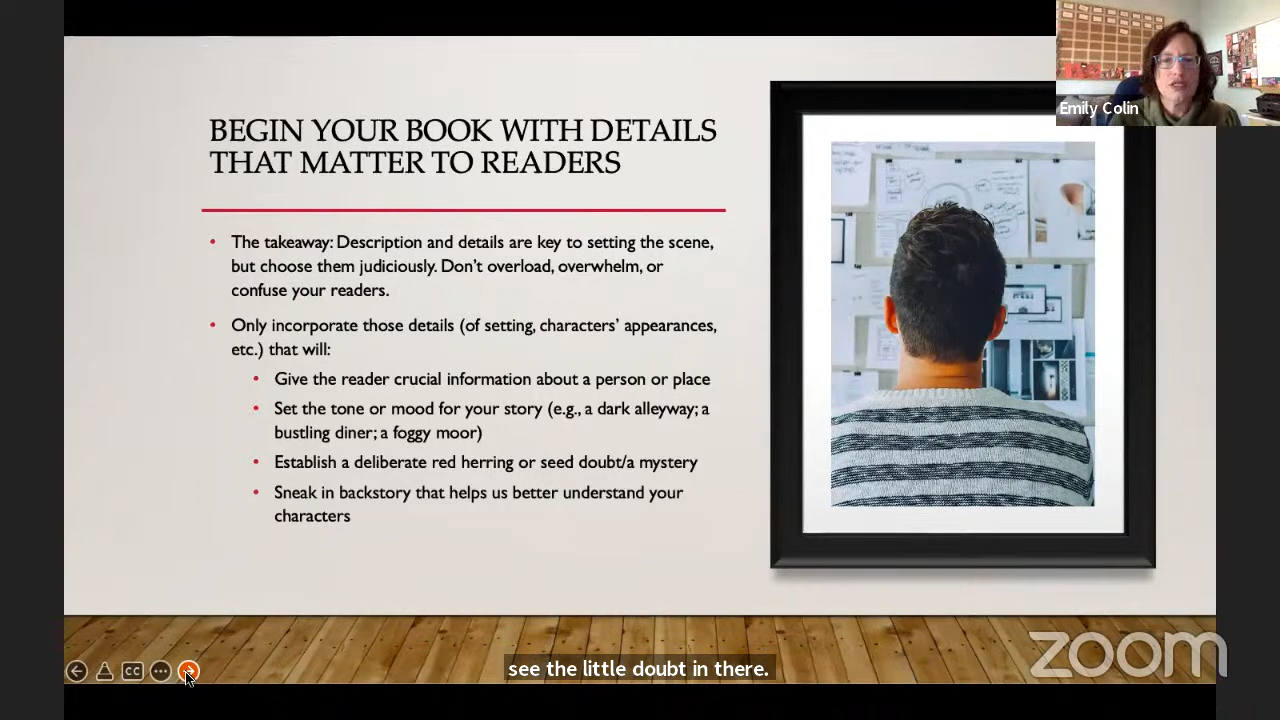 Emily Colin
BEGIN YOUR BOOK WITH DETAILS
THAT MATTER TO READERS
• The takeaway: Description and details are key to setting the scene,
but choose them judiciously. Don’t overload, overwhelm, or
confuse your readers.
• Only incorporate those details (of setting, characters’ appearances,
etc.) that will:
• Give the reader crucial information about a person or place
• Set the tone or mood for your story (e.g., a dark alleyway; a
bustling diner; a foggy moor)
• Establish a deliberate red herring or seed doubt/a mystery
• Sneak in backstory that helps us better understand your
characters
CC
see the little doubt in there.
zoom